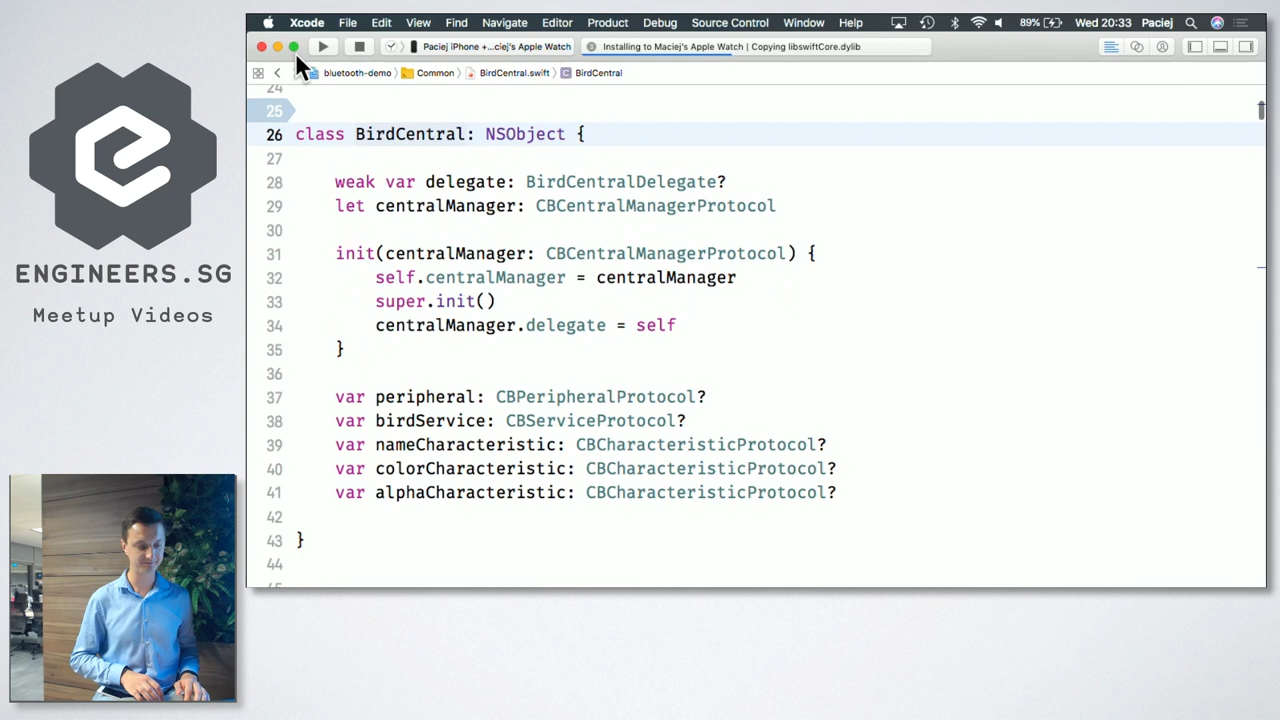 Xcode File Edit View Find Navigate Editor Product Debug Source Control Window Help 89% Wed 20:33 Paciej
Paciej iPhone +...ciej's Apple Watch Installing to Maciej's Apple Watch | Copying libswiftCore.dylib
bluetooth-demo Common BirdCentral.swift C BirdCentral
24
25
26 class BirdCentral: NSObject {
27
28 weak var delegate: BirdCentralDelegate?
29 let centralManager: CBCentralManagerProtocol
30
31 init(centralManager: CBCentralManagerProtocol) {
32 self.centralManager = centralManager
33 super.init()
34 centralManager.delegate = self
35 }
36
37 var peripheral: CBPeripheralProtocol?
38 var birdService: CBServiceProtocol?
39 var nameCharacteristic: CBCharacteristicProtocol?
40 var colorCharacteristic: CBCharacteristicProtocol?
41 var alphaCharacteristic: CBCharacteristicProtocol?
42
43 }
44
ENGINEERS.SG
Meetup Videos